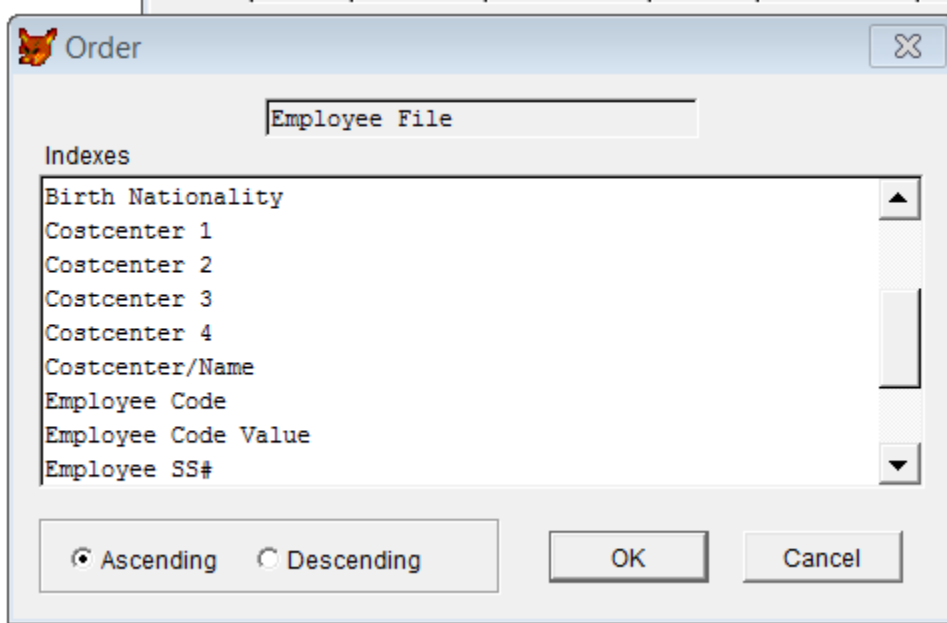 Order
Employee File
Indexes
Birth Nationality
Costcenter 1
Costcenter 2
Costcenter 3
Costcenter 4
Costcenter/Name
Employee Code
Employee Code Value
Employee SS#
Ascending Descending OK Cancel